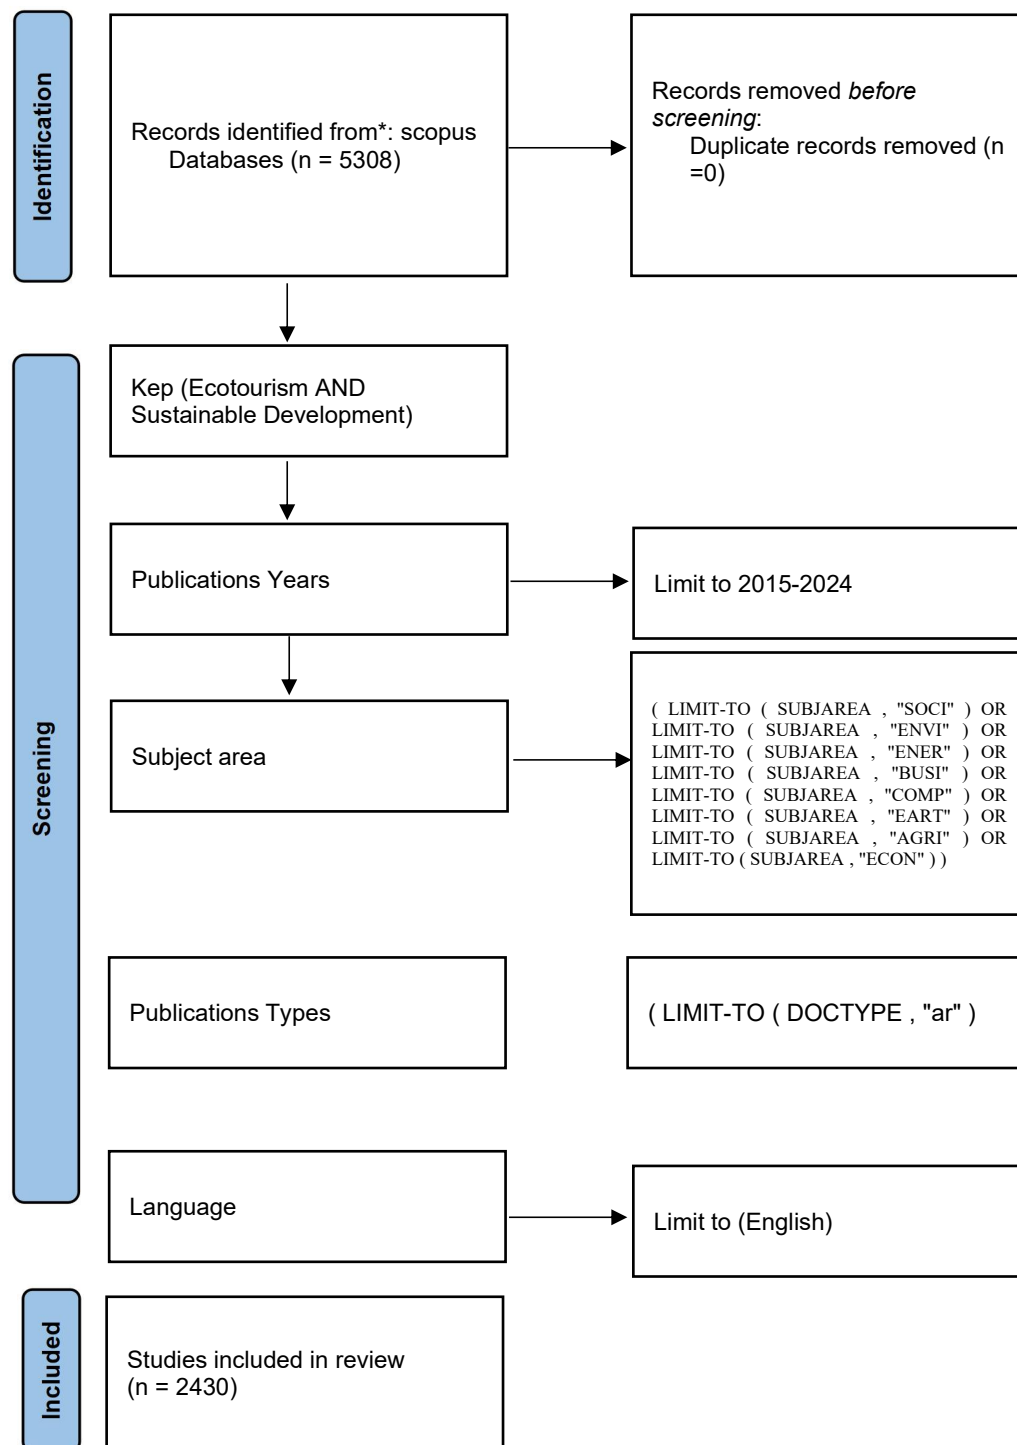 Identification
Records identified from*: scopus
Databases (n = 5308)
Records removed before
screening:
Duplicate records removed (n
=0)
Screening
Kep (Ecotourism AND
Sustainable Development)
Publications Years
Limit to 2015-2024
Subject area
( LIMIT-TO ( SUBJAREA , "SOCI" ) OR
LIMIT-TO ( SUBJAREA , "ENVI" ) OR
LIMIT-TO ( SUBJAREA , "ENER" ) OR
LIMIT-TO ( SUBJAREA , "BUSI" ) OR
LIMIT-TO ( SUBJAREA , "COMP" ) OR
LIMIT-TO ( SUBJAREA , "EART" ) OR
LIMIT-TO ( SUBJAREA , "AGRI" ) OR
LIMIT-TO ( SUBJAREA , "ECON" ) )
Publications Types
( LIMIT-TO ( DOCTYPE , "ar" )
Language
Limit to (English)
Included
Studies included in review
(n = 2430)